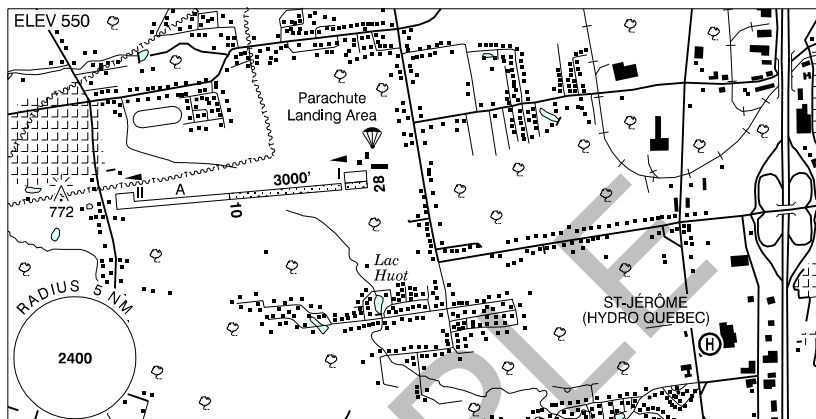 ELEV 550
Parachute
Landing Area
3000'
A
10
28
772
Lac
Huot
RADIUS 5 NM
2400
ST-JÉRÔME
(HYDRO QUEBEC)
H
PLE